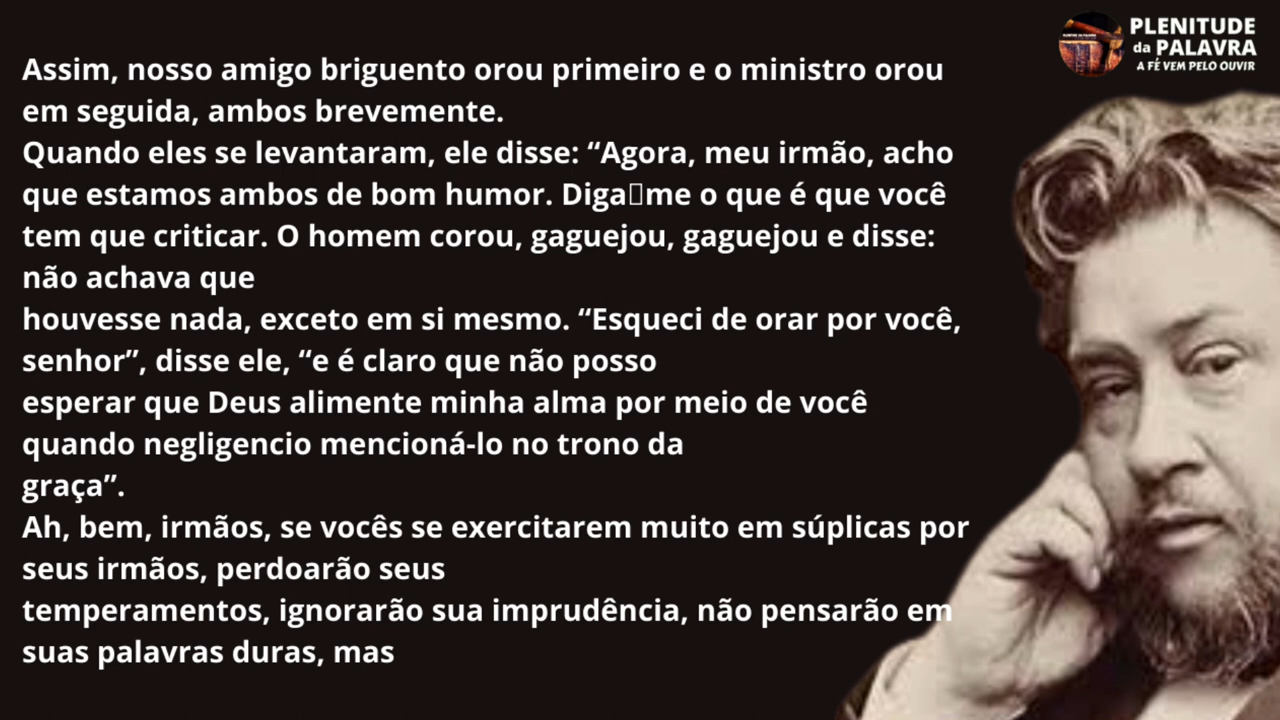 PLENITUDE
da PALAVRA
A FÉ VEM PELO OUVIR
Assim, nosso amigo briguento orou primeiro e o ministro orou
em seguida, ambos brevemente.
Quando eles se levantaram, ele disse: “Agora, meu irmão, acho
que estamos ambos de bom humor. Diga▯me o que é que você
tem que criticar. O homem corou, gaguejou, gaguejou e disse:
não achava que
houvesse nada, exceto em si mesmo. “Esqueci de orar por você,
senhor”, disse ele, “e é claro que não posso
esperar que Deus alimente minha alma por meio de você
quando negligencio mencioná-lo no trono da
graça”.
Ah, bem, irmãos, se vocês se exercitarem muito em súplicas por
seus irmãos, perdoarão seus
temperamentos, ignorarão sua imprudência, não pensarão em
suas palavras duras, mas